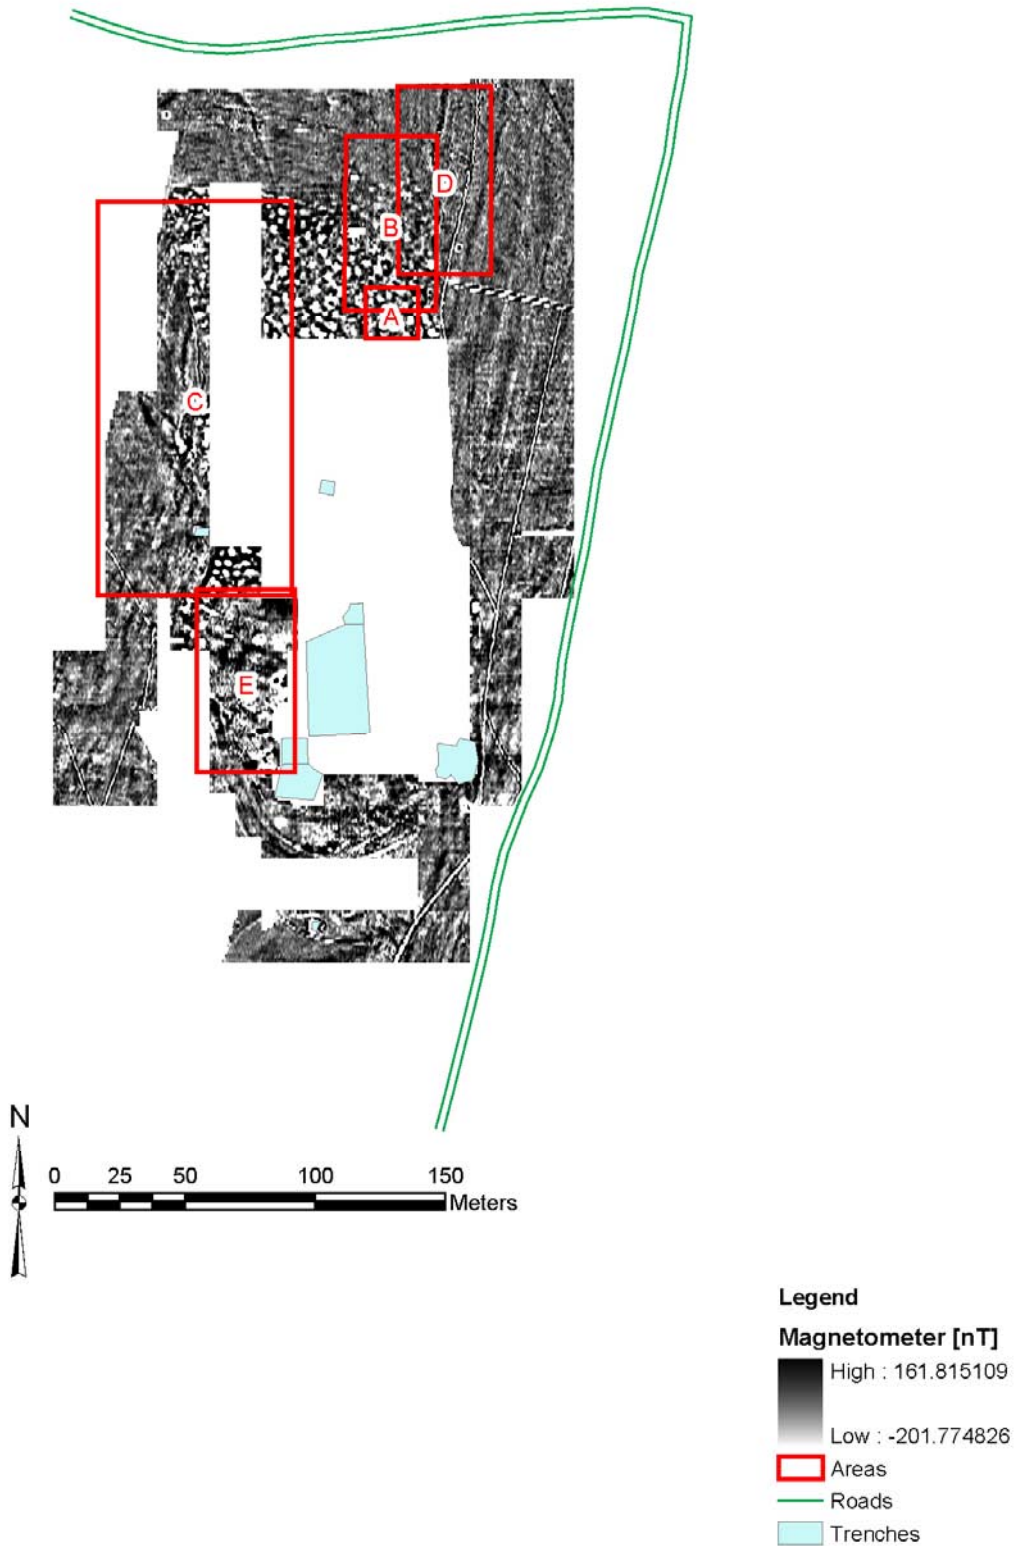 D
B
A
C
E
N
0 25 50 100 150
Meters
Legend
Magnetometer [nT]
High : 161.815109
Low : -201.774826
Areas
Roads
Trenches